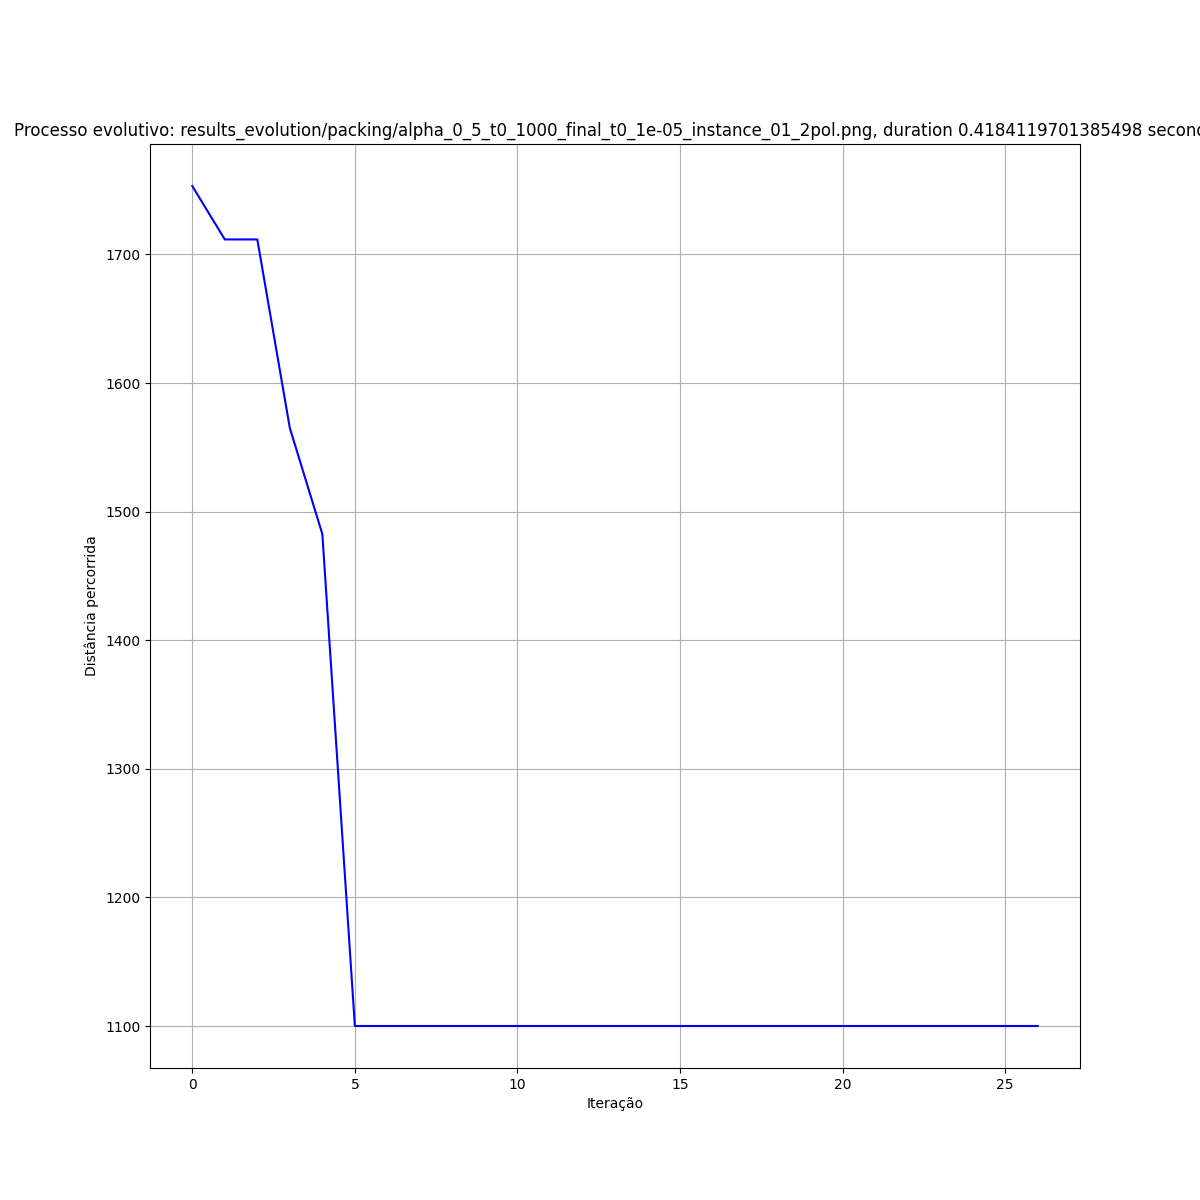 Processo evolutivo: results_evolution/packing/alpha_0_5_t0_1000_final_t0_1e-05_instance_01_2pol.png, duration 0.4184119701385498 secon
1700
1600
1500
1400
1300
1200
1100
Distância percorrida
0 5 10 15 20 25
Iteração